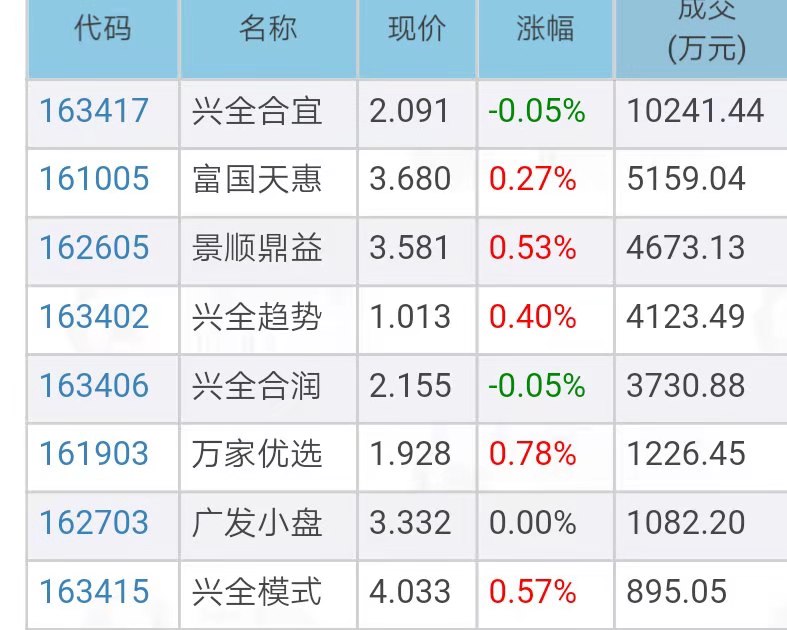 代码 名称 现价 涨幅 成交
(万元)
163417 兴全合宜 2.091 -0.05% 10241.44
161005 富国天惠 3.680 0.27% 5159.04
162605 景顺鼎益 3.581 0.53% 4673.13
163402 兴全趋势 1.013 0.40% 4123.49
163406 兴全合润 2.155 -0.05% 3730.88
161903 万家优选 1.928 0.78% 1226.45
162703 广发小盘 3.332 0.00% 1082.20
163415 兴全模式 4.033 0.57% 895.05